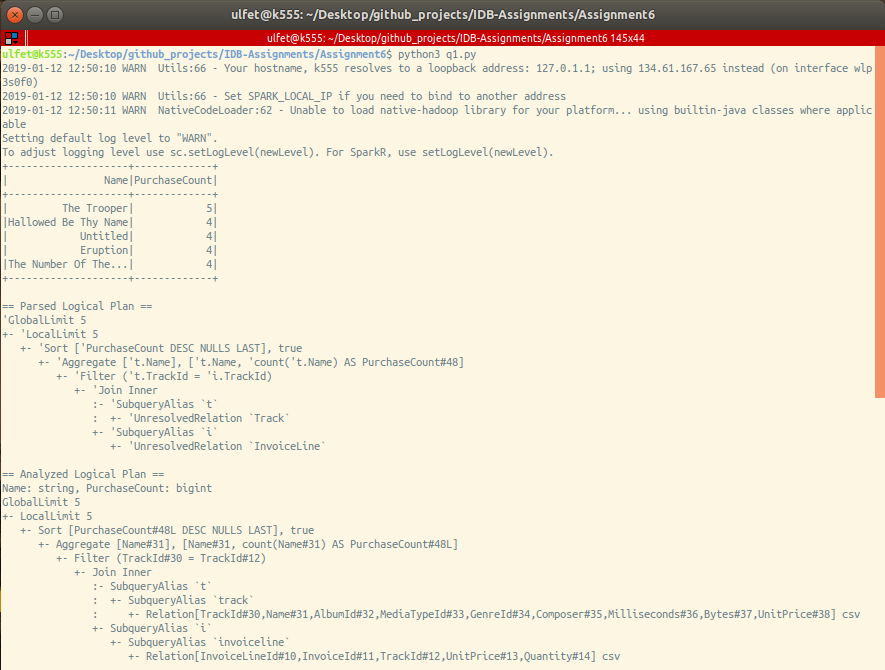 ulfet@k555: ~/Desktop/github_projects/IDB-Assignments/Assignment6
ulfet@k555: ~/Desktop/github_projects/IDB-Assignments/Assignment6 145x44
ulfet@k555:~/Desktop/github_projects/IDB-Assignments/Assignment6$ python3 q1.py
2019-01-12 12:50:10 WARN  Utils:66 - Your hostname, k555 resolves to a loopback address: 127.0.1.1; using 134.61.167.65 instead (on interface wlp
3s0f0)
2019-01-12 12:50:10 WARN  Utils:66 - Set SPARK_LOCAL_IP if you need to bind to another address
2019-01-12 12:50:11 WARN  NativeCodeLoader:62 - Unable to load native-hadoop library for your platform... using builtin-java classes where applic
able
Setting default log level to "WARN".
To adjust logging level use sc.setLogLevel(newLevel). For SparkR, use setLogLevel(newLevel).
+--------------------+-------------+
|                Name|PurchaseCount|
+--------------------+-------------+
|         The Trooper|            5|
|Hallowed Be Thy Name|            4|
|            Untitled|            4|
|            Eruption|            4|
|The Number Of The...|            4|
+--------------------+-------------+
== Parsed Logical Plan ==
'GlobalLimit 5
+- 'LocalLimit 5
   +- 'Sort ['PurchaseCount DESC NULLS LAST], true
      +- 'Aggregate ['t.Name], ['t.Name, 'count('t.Name) AS PurchaseCount#48]
         +- 'Filter ('t.TrackId = 'i.TrackId)
            +- 'Join Inner
               :- 'SubqueryAlias `t`
               :  +- 'UnresolvedRelation `Track`
               +- 'SubqueryAlias `i`
                  +- 'UnresolvedRelation `InvoiceLine`
== Analyzed Logical Plan ==
Name: string, PurchaseCount: bigint
GlobalLimit 5
+- LocalLimit 5
   +- Sort [PurchaseCount#48L DESC NULLS LAST], true
      +- Aggregate [Name#31], [Name#31, count(Name#31) AS PurchaseCount#48L]
         +- Filter (TrackId#30 = TrackId#12)
            +- Join Inner
               :- SubqueryAlias `t`
               :  +- SubqueryAlias `track`
               :     +- Relation[TrackId#30,Name#31,AlbumId#32,MediaTypeId#33,GenreId#34,Composer#35,Milliseconds#36,Bytes#37,UnitPrice#38] csv
               +- SubqueryAlias `i`
                  +- SubqueryAlias `invoiceline`
                     +- Relation[InvoiceLineId#10,InvoiceId#11,TrackId#12,UnitPrice#13,Quantity#14] csv